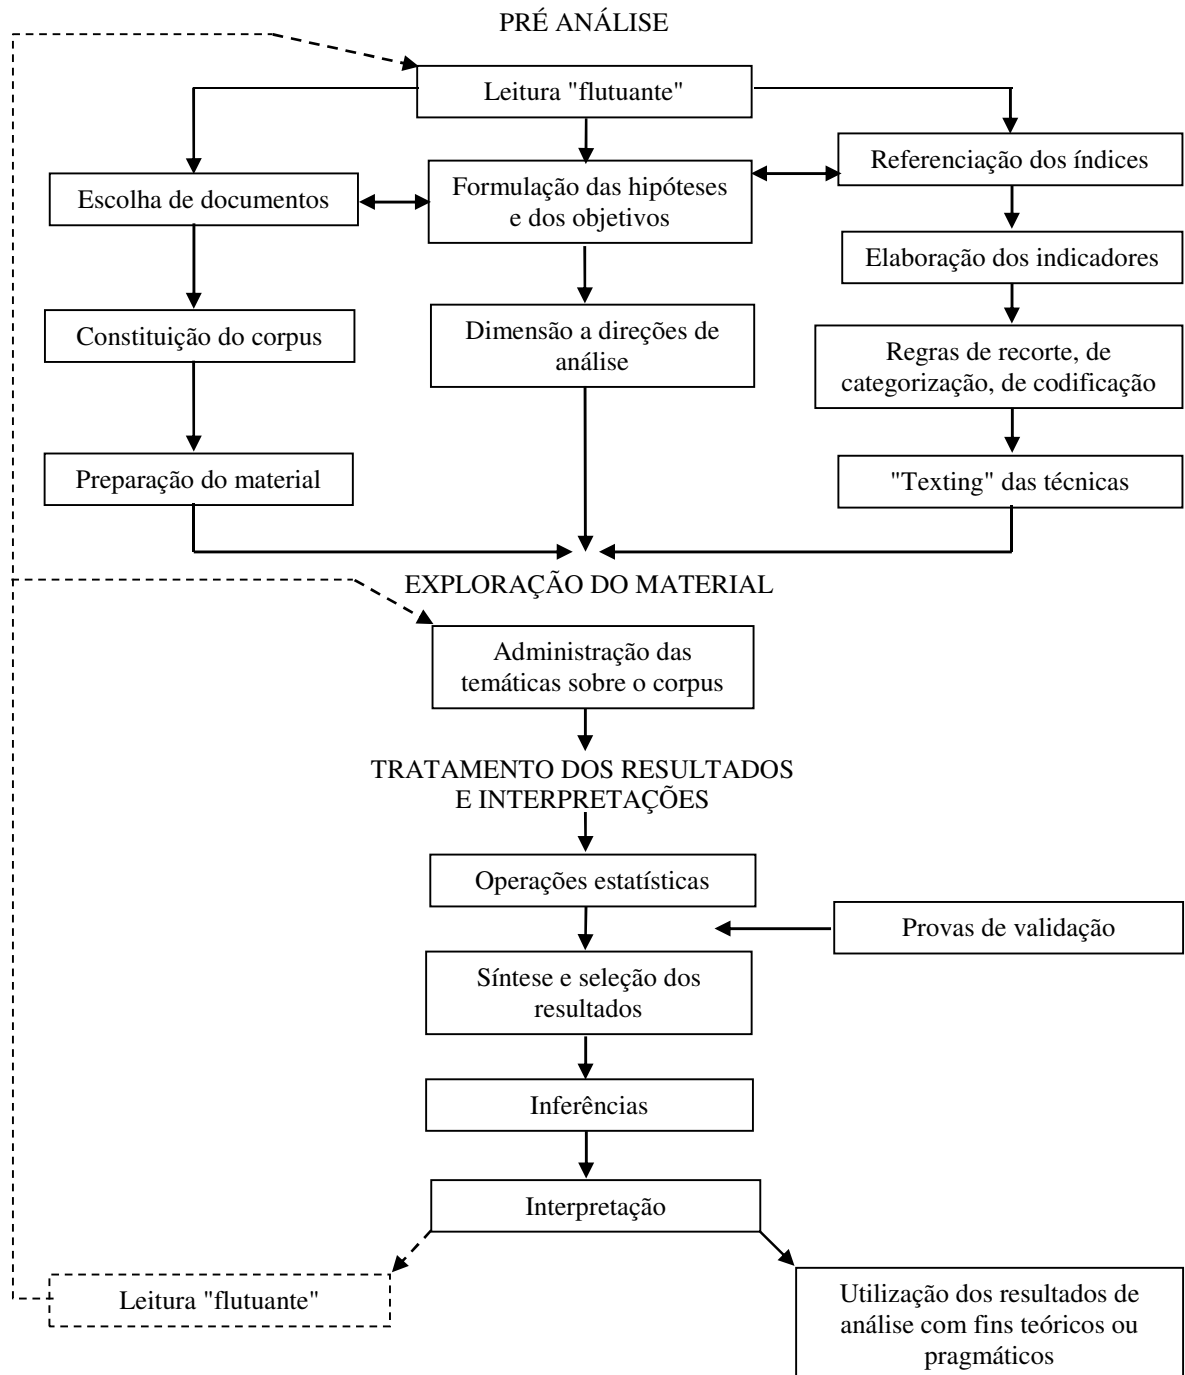 PRÉ ANÁLISE
Leitura "flutuante"
Referenciação dos índices
Escolha de documentos
Formulação das hipóteses
e dos objetivos
Elaboração dos indicadores
Constituição do corpus
Dimensão a direções de
análise
Regras de recorte, de
categorização, de codificação
Preparação do material
"Texting" das técnicas
EXPLORAÇÃO DO MATERIAL
Administração das
temáticas sobre o corpus
TRATAMENTO DOS RESULTADOS
E INTERPRETAÇÕES
Operações estatísticas
Provas de validação
Síntese e seleção dos
resultados
Inferências
Interpretação
Leitura "flutuante"
Utilização dos resultados de
análise com fins teóricos ou
pragmáticos